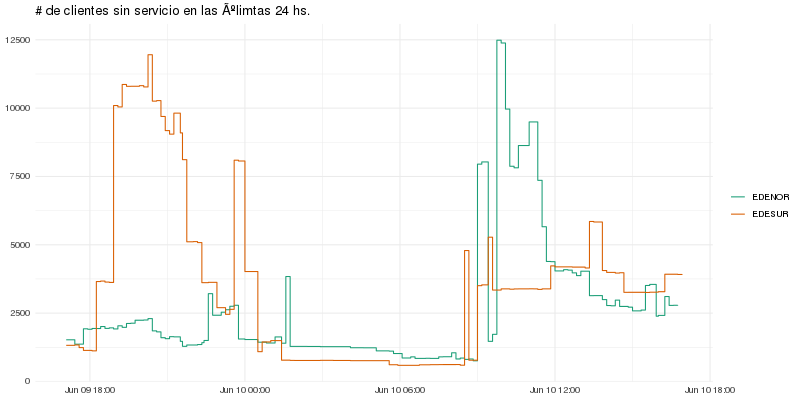 # de clientes sin servicio en las Ãºlimtas 24 hs.
12500
10000
7500
5000
2500
0
Jun 09 18:00 Jun 10 00:00 Jun 10 06:00 Jun 10 12:00 Jun 10 18:00
EDENOR
EDESUR